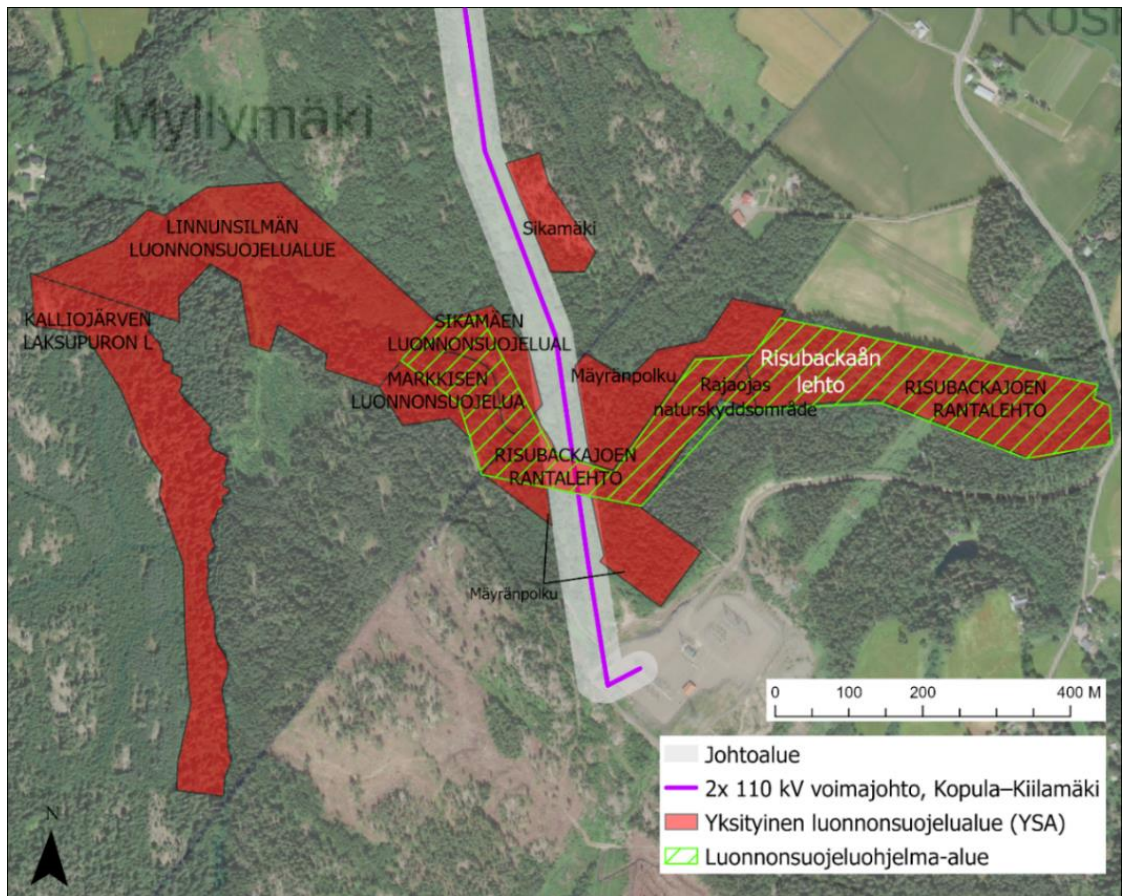 Kosk
Myllymäki
LINNUNSILMÄN
LUONNONSUOJELUALUE
Sikamäki
KALLIOJÄRVEN
LAKSUPURON L
SIKAMÄEN
LUONNONSUOJELUAL
MARKKISEN
LUONNONSUOJELUA
Mäyränpolku
Rajaojas
naturskyddsområde
Risubackaån
lehto
RISUBACKAJOEN
RANTALEHTO
RISUBACKAJOEN
RANTALEHTO
Mäyränpolku
0 100 200 400 M
Johtoalue
2x 110 kV voimajohto, Kopula–Kiilamäki
Yksityinen luonnonsuojelualue (YSA)
Luonnonsuojeluohjelma-alue
N